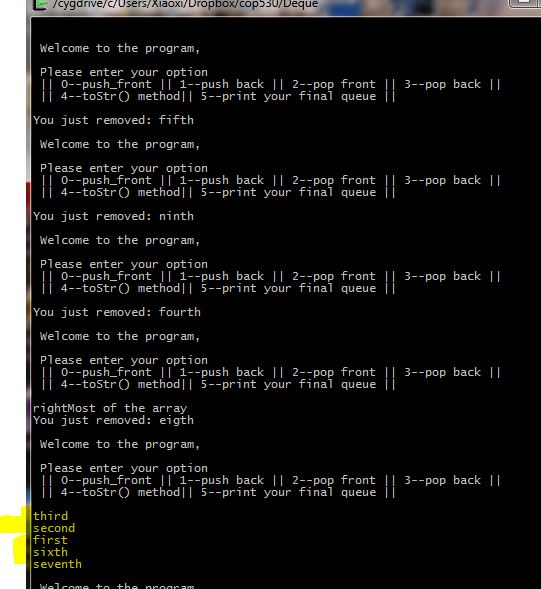 /cygdrive/c/Users/Xiaoxi/Dropbox/cop530/Deque
Welcome to the program,
Please enter your option
|| 0--push_front || 1--push back || 2--pop front || 3--pop back ||
|| 4--toStr() method|| 5--print your final queue ||
You just removed: fifth
Welcome to the program,
Please enter your option
|| 0--push_front || 1--push back || 2--pop front || 3--pop back ||
|| 4--toStr() method|| 5--print your final queue ||
You just removed: ninth
Welcome to the program,
Please enter your option
|| 0--push_front || 1--push back || 2--pop front || 3--pop back ||
|| 4--toStr() method|| 5--print your final queue ||
You just removed: fourth
Welcome to the program,
Please enter your option
|| 0--push_front || 1--push back || 2--pop front || 3--pop back ||
|| 4--toStr() method|| 5--print your final queue ||
rightMost of the array
You just removed: eigth
Welcome to the program,
Please enter your option
|| 0--push_front || 1--push back || 2--pop front || 3--pop back ||
|| 4--toStr() method|| 5--print your final queue ||
third
second
first
sixth
seventh
Welcome to the program